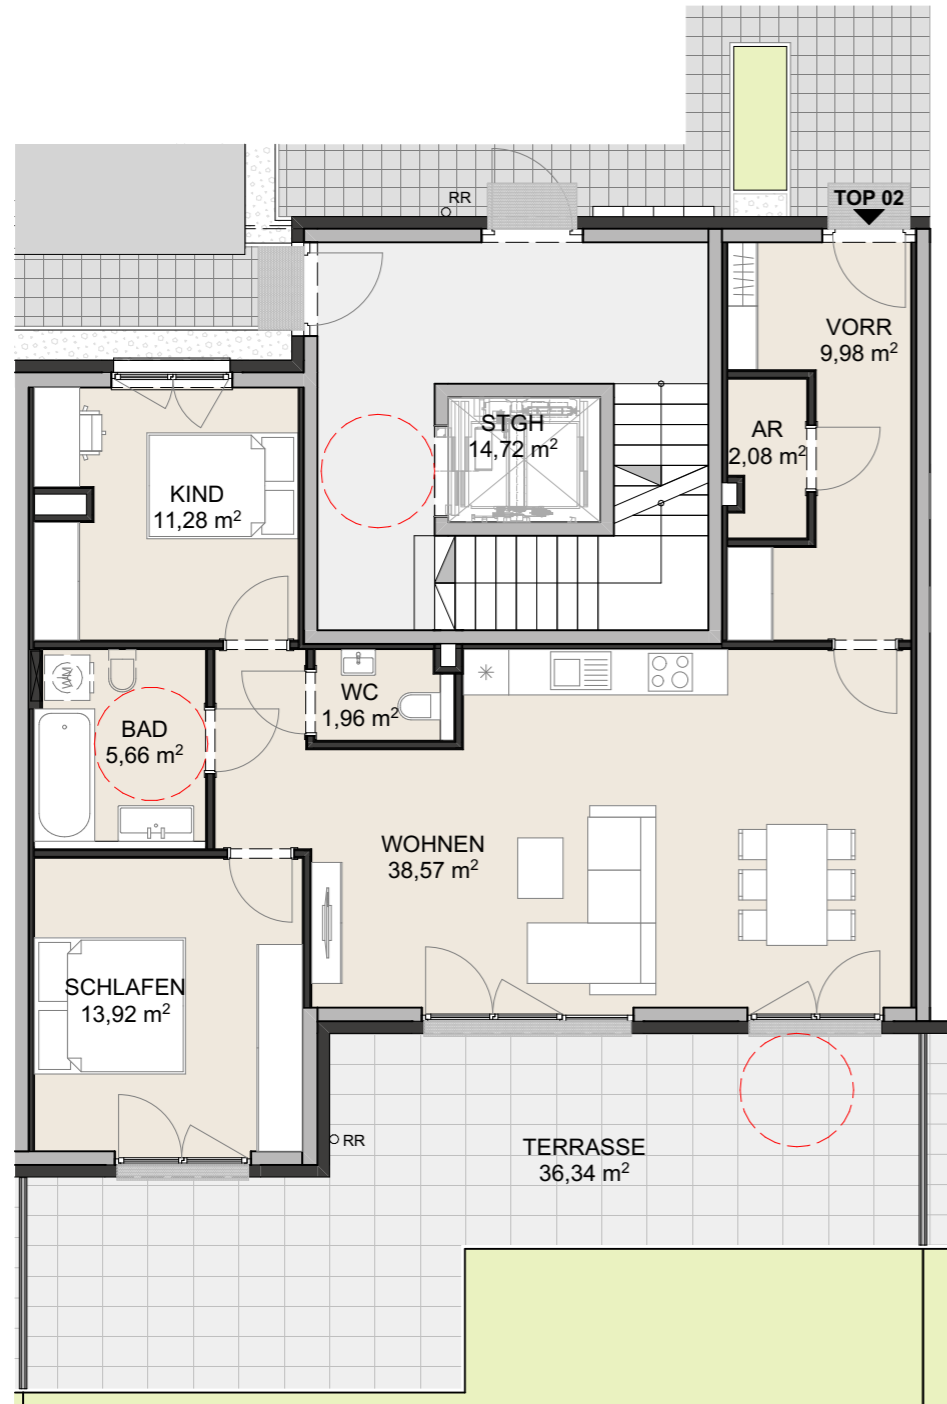 RR
TOP 02
VORR
9,98 m²
STGH
14,72 m²
AR
2,08 m²
KIND
11,28 m²
WM
WC
1,96 m²
BAD
5,66 m²
WOHNEN
38,57 m²
SCHLAFEN
13,92 m²
RR
TERRASSE
36,34 m²